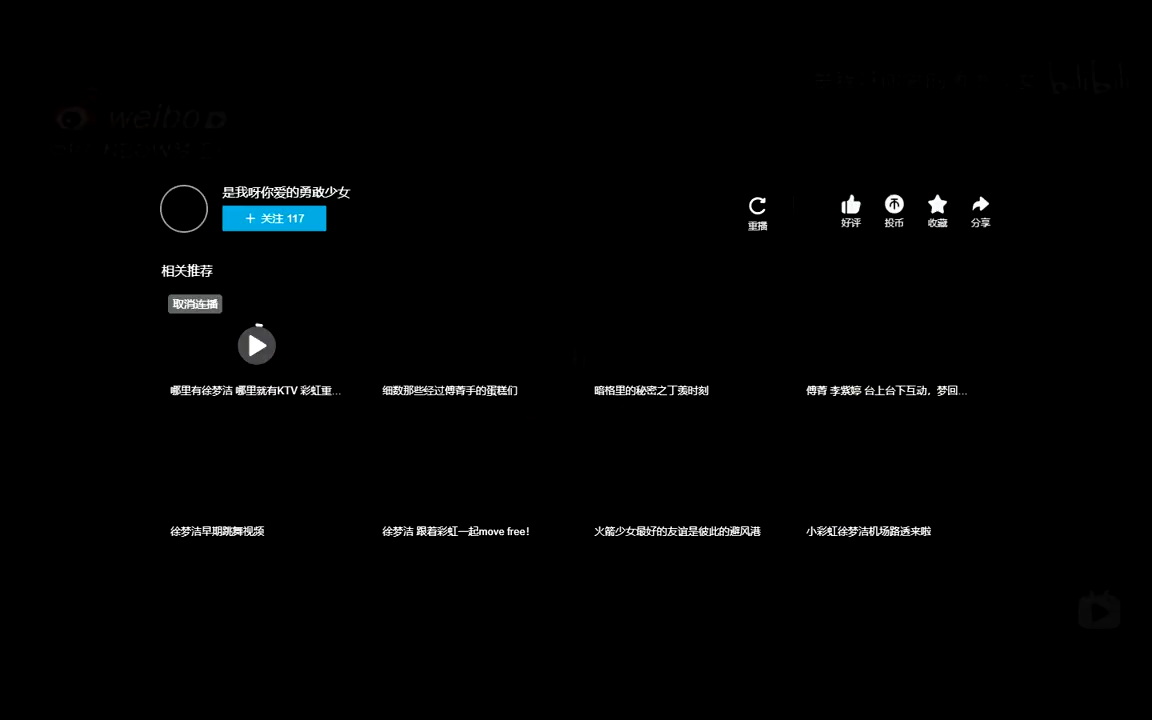 weibo
bilibili
是我呀你爱的勇敢少女
+ 关注 117
重播
好评
投币
收藏
分享
相关推荐
取消连播
哪里有徐梦洁 哪里就有KTV 彩虹重...
细数那些经过傅菁手的蛋糕们
暗格里的秘密之丁羡时刻
傅菁 李紫婷 台上台下互动，梦回...
徐梦洁早期跳舞视频
徐梦洁 跟着彩虹一起move free！
火箭少女最好的友谊是彼此的避风港
小彩虹徐梦洁机场路透来啦